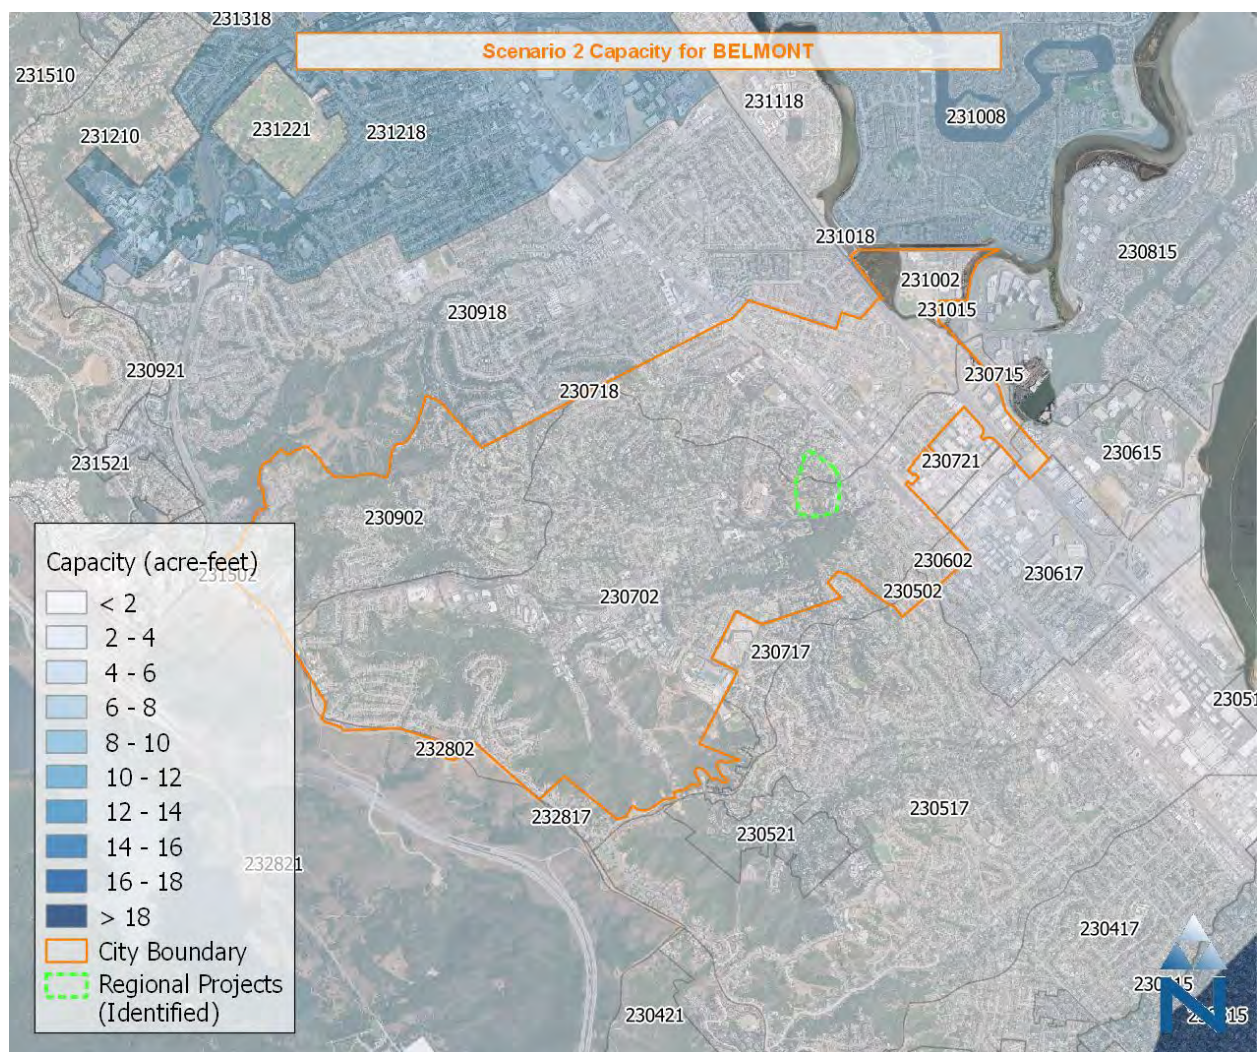 231318
Scenario 2 Capacity for BELMONT
231510
231118
231008
231221
231218
231210
231018
230815
231002
230918
231015
230921
230715
230718
230615
231521
230721
230902
230602
230617
231502
230502
230702
230717
232802
232817
230517
230521
232821
230417
230421
Capacity (acre-feet)
< 2
2 - 4
4 - 6
6 - 8
8 - 10
10 - 12
12 - 14
14 - 16
16 - 18
> 18
City Boundary
Regional Projects
(Identified)
N